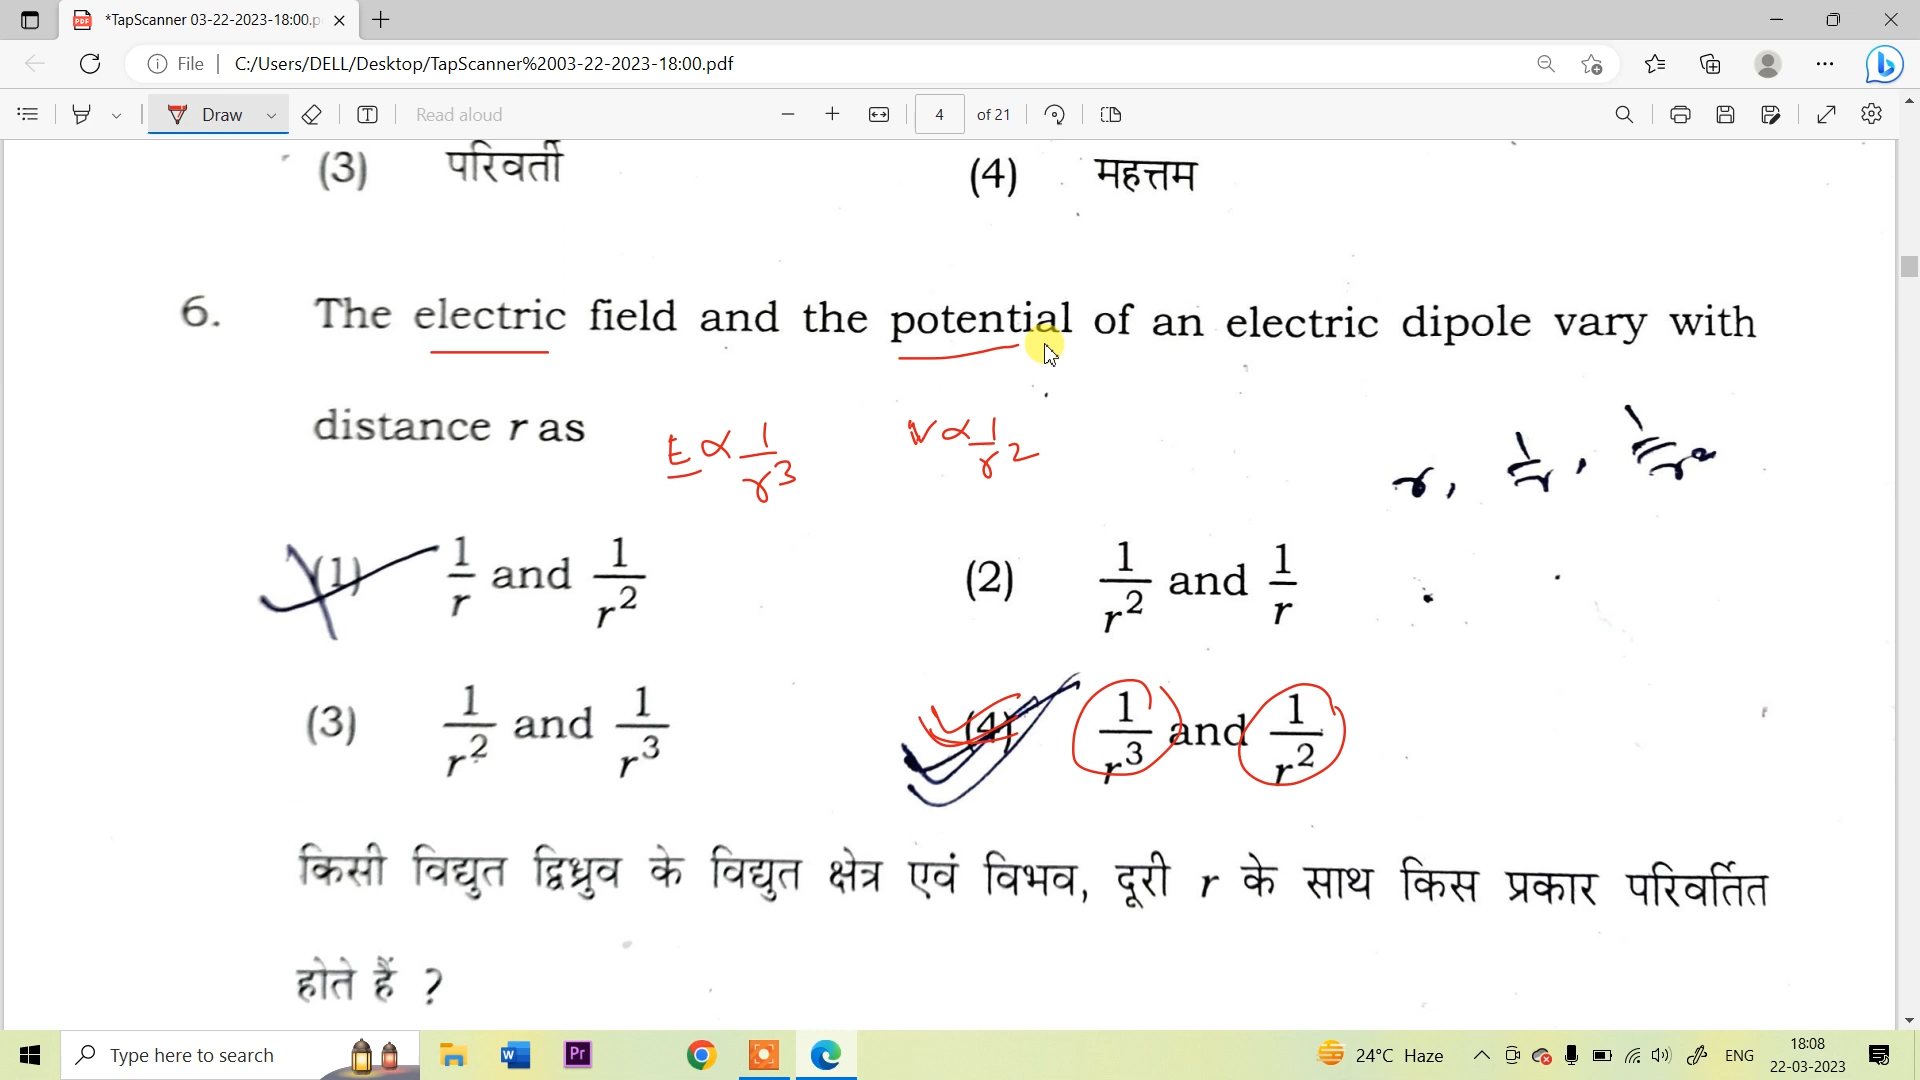 *TapScanner 03-22-2023-18:00.p
File
C:/Users/DELL/Desktop/TapScanner%2003-22-2023-18:00.pdf
Draw
Read aloud
4 of 21
(3) परिवर्ती (4) महत्तम
6. The electric field and the potential of an electric dipole vary with
distance r as
E ∝ 1/r³ V ∝ 1/r² r, 1/r, 1/r²
(1) 1/r and 1/r² (2) 1/r² and 1/r
(3) 1/r² and 1/r³ (4) 1/r³ and 1/r²
किसी विद्युत द्विध्रुव के विद्युत क्षेत्र एवं विभव, दूरी r के साथ किस प्रकार परिवर्तित
होते हैं ?
Type here to search
Pr
24°C Haze
ENG
18:08
22-03-2023